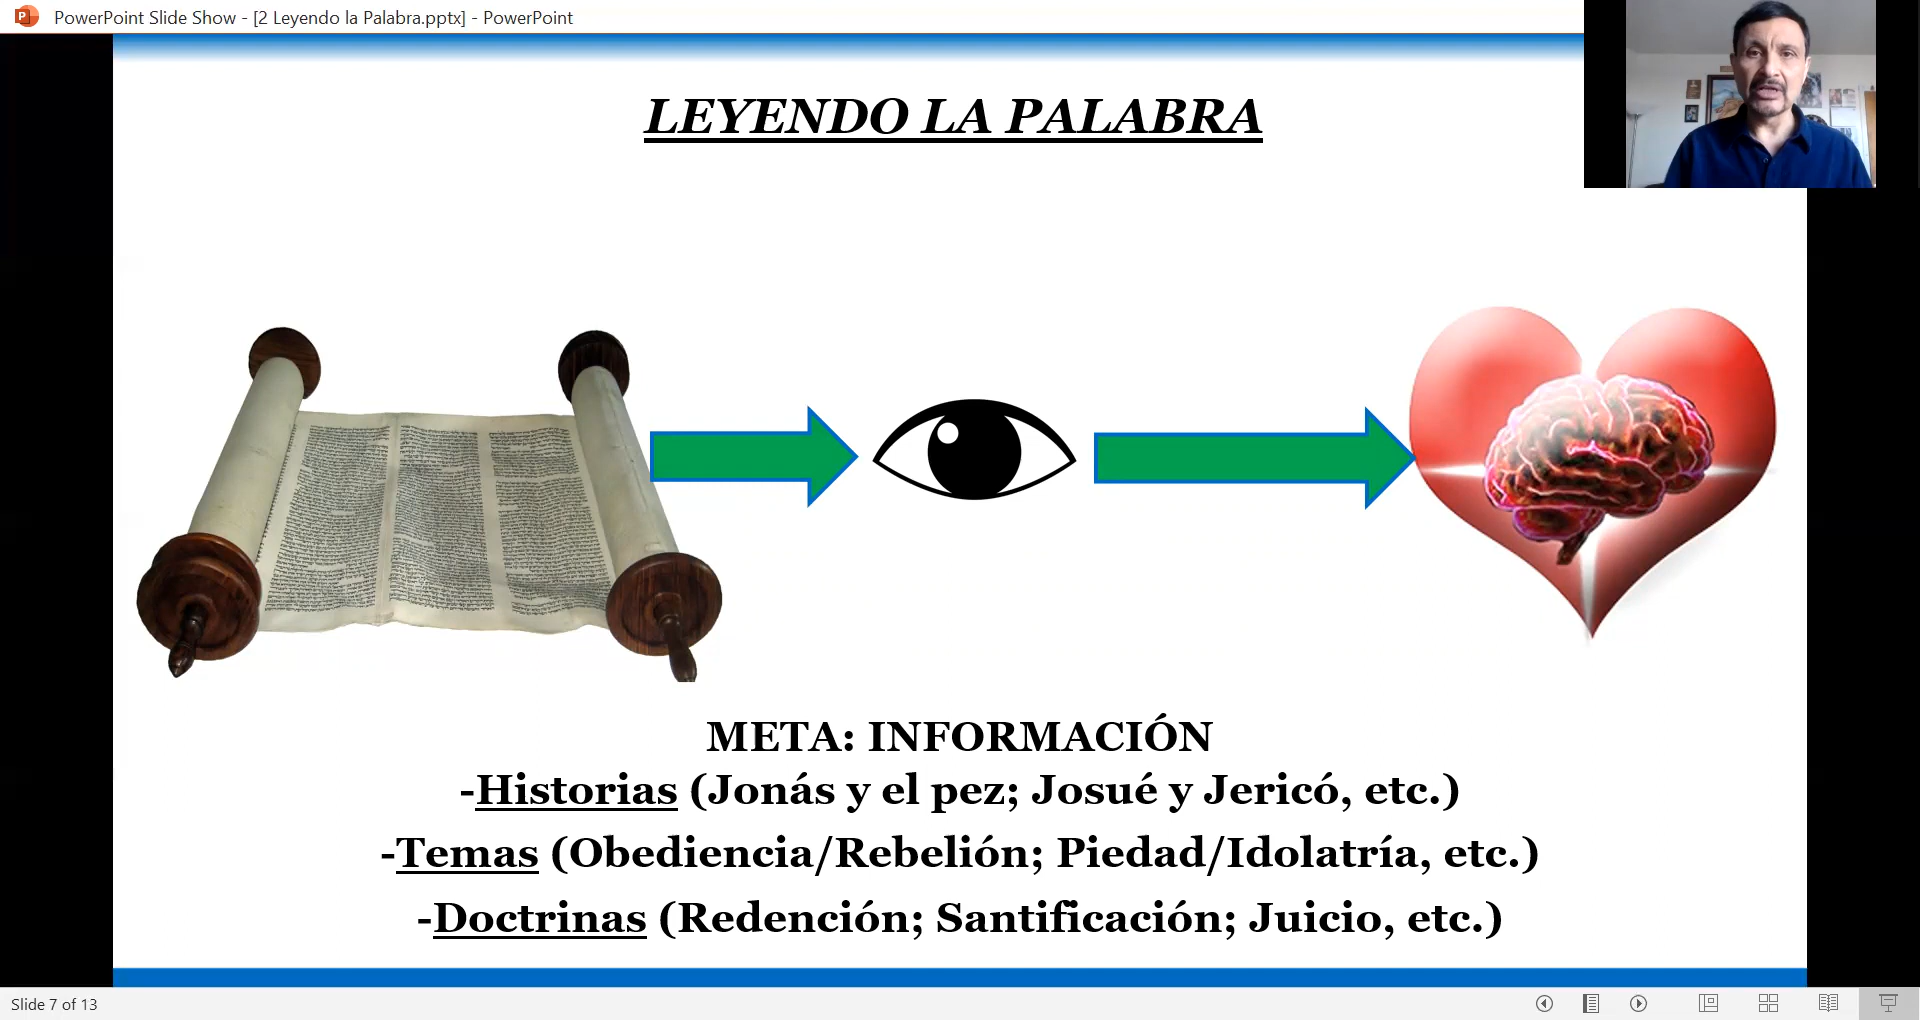 PowerPoint Slide Show - [2 Leyendo la Palabra.pptx] - PowerPoint
LEYENDO LA PALABRA
META: INFORMACIÓN
-Historias (Jonás y el pez; Josué y Jericó, etc.)
-Temas (Obediencia/Rebelión; Piedad/Idolatría, etc.)
-Doctrinas (Redención; Santificación; Juicio, etc.)
Slide 7 of 13